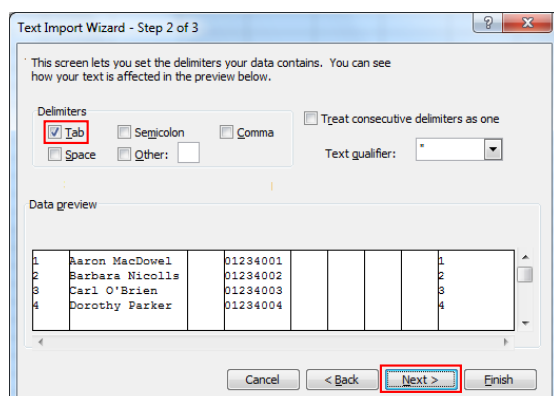 Text Import Wizard - Step 2 of 3
This screen lets you set the delimiters your data contains. You can see
how your text is affected in the preview below.
Delimiters
Tab
Semicolon
Comma
Space
Other:
Treat consecutive delimiters as one
Text qualifier: "
Data preview
1 Aaron MacDowel 01234001 1
2 Barbara Nicolls 01234002 2
3 Carl O'Brien 01234003 3
4 Dorothy Parker 01234004 4
Cancel
< Back
Next >
Finish